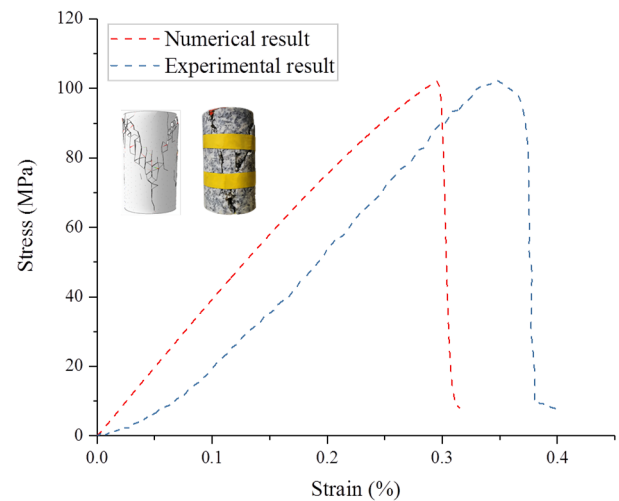 120
100
80
60
40
20
0
Stress (MPa)
Numerical result
Experimental result
0.0 0.1 0.2 0.3 0.4
Strain (%)